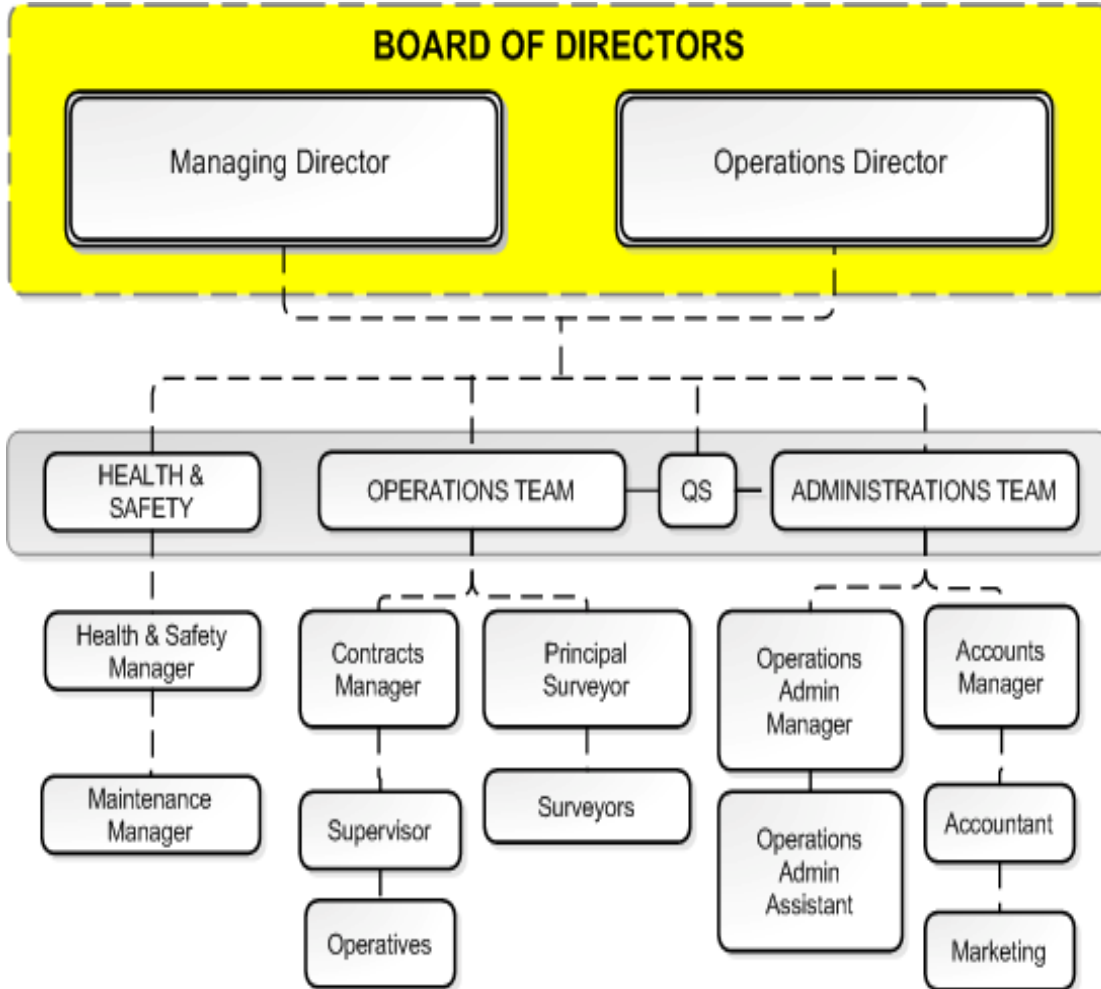 BOARD OF DIRECTORS
Managing Director
Operations Director
HEALTH &
SAFETY
OPERATIONS TEAM
QS
ADMINISTRATIONS TEAM
Health & Safety
Manager
Contracts
Manager
Principal
Surveyor
Operations
Admin
Manager
Accounts
Manager
Maintenance
Manager
Supervisor
Surveyors
Operations
Admin
Assistant
Accountant
Operatives
Marketing